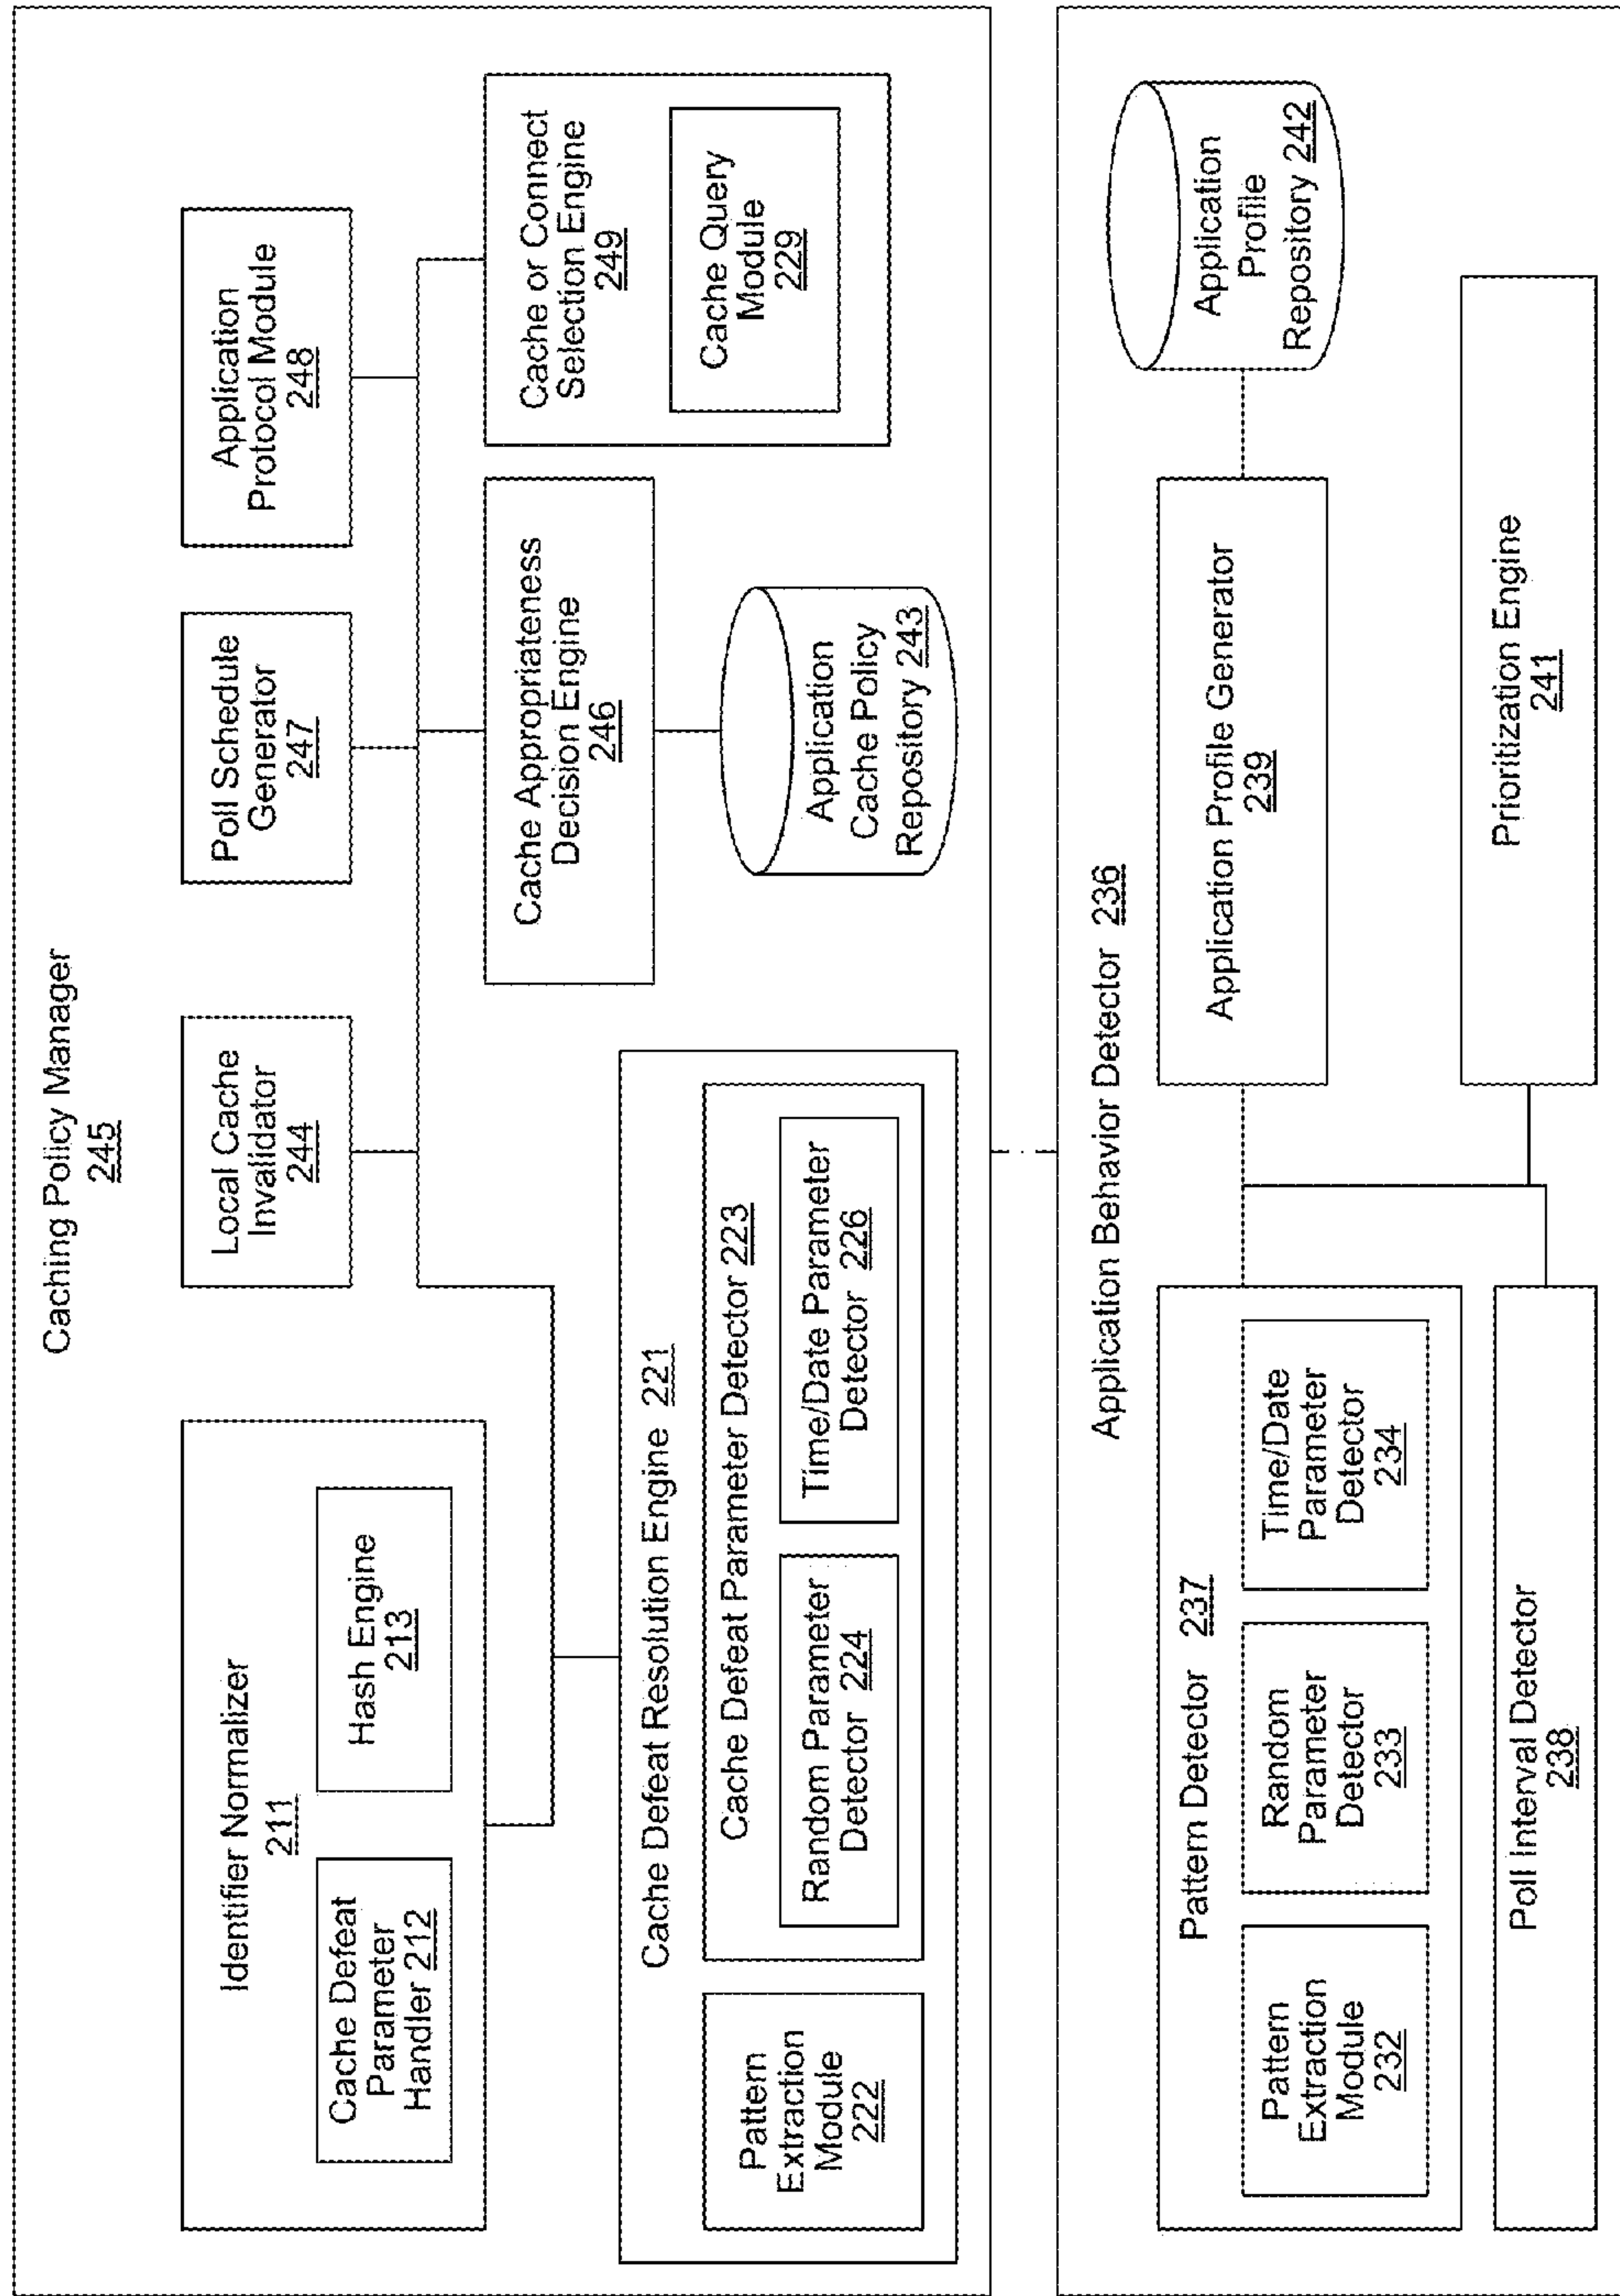 Caching Policy Manager
245
Identifier Normalizer
211
Cache Defeat
Parameter
Handler 212
Hash Engine
213
Local Cache
Invalidator
244
Poll Schedule
Generator
247
Application
Protocol Module
248
Cache Defeat Resolution Engine 221
Pattern
Extraction
Module
222
Cache Defeat Parameter Detector 223
Random Parameter
Detector 224
Time/Date Parameter
Detector 226
Cache Appropriateness
Decision Engine
246
Application
Cache Policy
Repository 243
Cache or Connect
Selection Engine
249
Cache Query
Module
229
Application Behavior Detector 236
Pattern Detector 237
Pattern
Extraction
Module
232
Random
Parameter
Detector
233
Time/Date
Parameter
Detector
234
Poll Interval Detector
238
Application Profile Generator
239
Application
Profile
Repository 242
Prioritization Engine
241